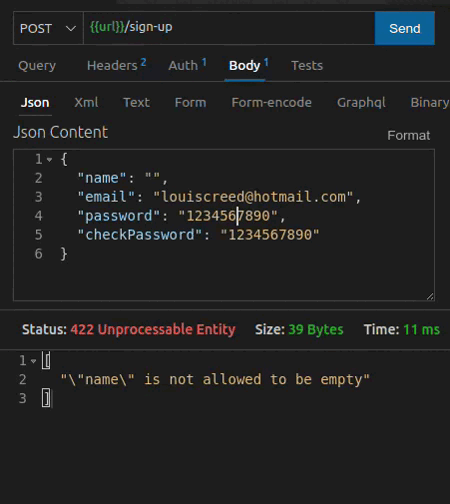 POST {{url}}/sign-up Send
Query Headers 2 Auth 1 Body 1 Tests
Json Xml Text Form Form-encode Graphql Binary
Json Content Format
1 {
2 "name": "",
3 "email": "louiscreed@hotmail.com",
4 "password": "1234567890",
5 "checkPassword": "1234567890"
6 }
Status: 422 Unprocessable Entity Size: 39 Bytes Time: 11 ms
1 [
2 "\"name\" is not allowed to be empty"
3 ]